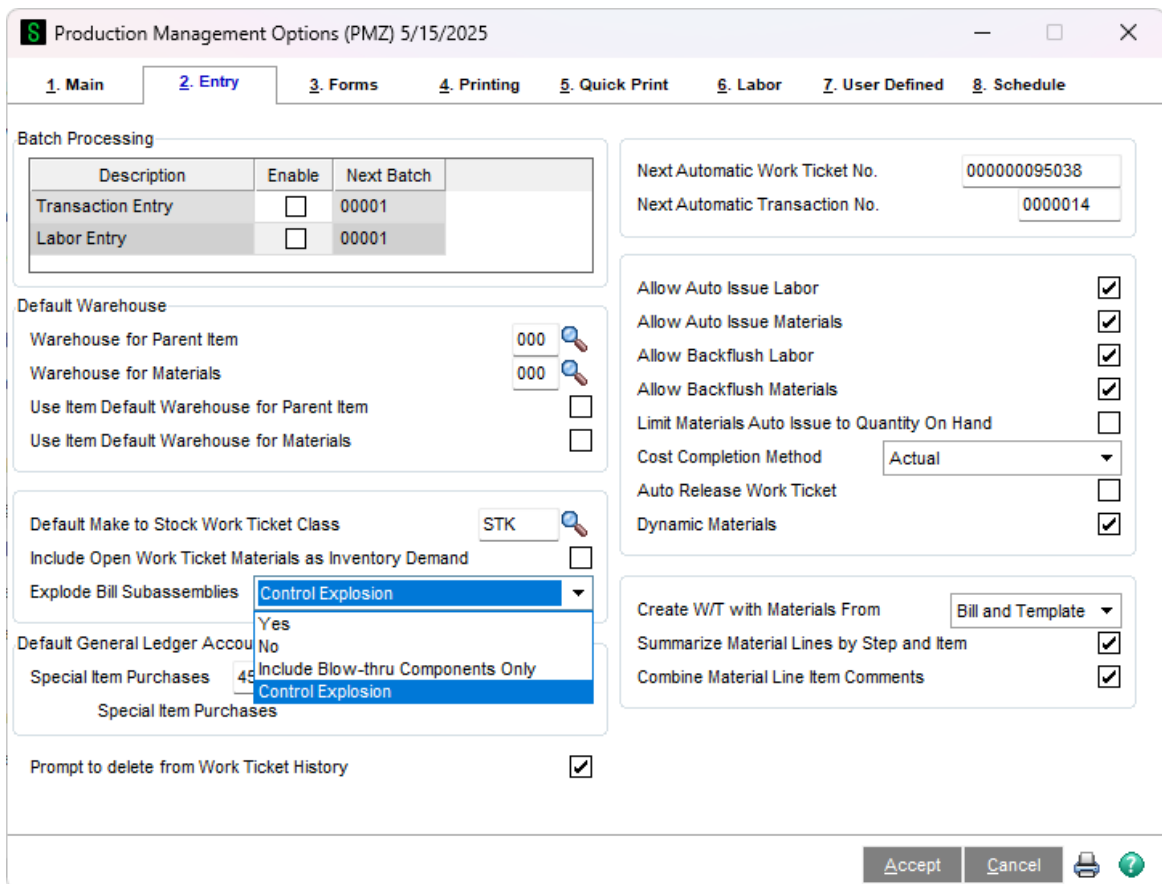 S Production Management Options (PMZ) 5/15/2025
1. Main 2. Entry 3. Forms 4. Printing 5. Quick Print 6. Labor 7. User Defined 8. Schedule
Batch Processing
Description Enable Next Batch
Transaction Entry 00001
Labor Entry 00001
Default Warehouse
Warehouse for Parent Item 000
Warehouse for Materials 000
Use Item Default Warehouse for Parent Item
Use Item Default Warehouse for Materials
Default Make to Stock Work Ticket Class STK
Include Open Work Ticket Materials as Inventory Demand
Explode Bill Subassemblies Control Explosion
Yes
No
Include Blow-thru Components Only
Control Explosion
Default General Ledger Accou
Special Item Purchases 45
Special Item Purchases
Prompt to delete from Work Ticket History
Next Automatic Work Ticket No. 000000095038
Next Automatic Transaction No. 0000014
Allow Auto Issue Labor
Allow Auto Issue Materials
Allow Backflush Labor
Allow Backflush Materials
Limit Materials Auto Issue to Quantity On Hand
Cost Completion Method Actual
Auto Release Work Ticket
Dynamic Materials
Create W/T with Materials From Bill and Template
Summarize Material Lines by Step and Item
Combine Material Line Item Comments
Accept Cancel ?